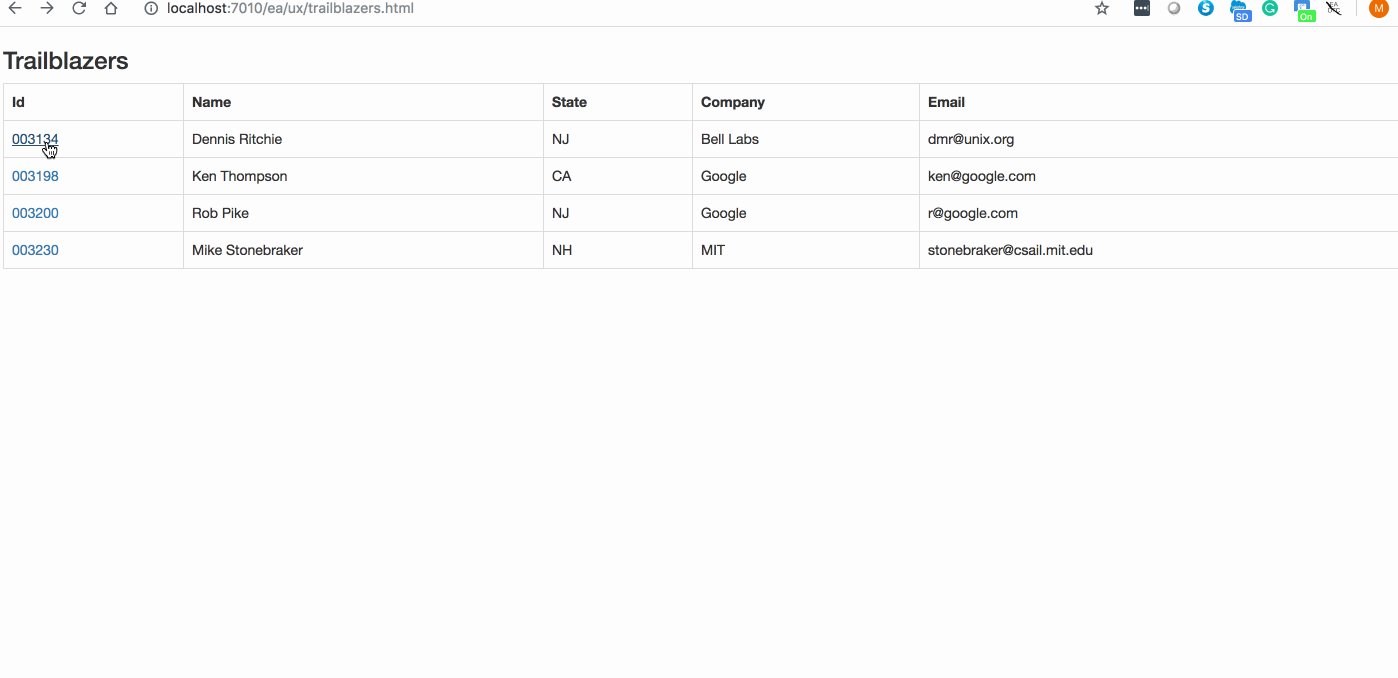 localhost:7010/ea/ux/trailblazers.html
SD
On
M
Trailblazers
Id Name State Company Email
003134 Dennis Ritchie NJ Bell Labs dmr@unix.org
003198 Ken Thompson CA Google ken@google.com
003200 Rob Pike NJ Google r@google.com
003230 Mike Stonebraker NH MIT stonebraker@csail.mit.edu